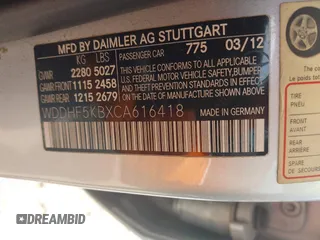 MFD BY DAIMLER AG STUTTGART
KG LBS
PASSENGER CAR 775 03/12
GVWR 2280 5027
GAWR FRONT 1115 2458
GAWR REAR 1215 2679
THIS VEHICLE CONFORMS TO ALL APPLICABLE
U.S. FEDERAL MOTOR VEHICLE SAFETY, BUMPER,
AND THEFT PREVENTION STANDARDS IN EFFECT
ON THE DATE OF MANUFACTURE SHOWN ABOVE.
WDDHF5KBXCA616418
MADE IN GERMANY
TIRE
PNEU
FRONT
AVANT
REAR
ARRIÈRE
SPARE
DE SECOURS
DREAMBID